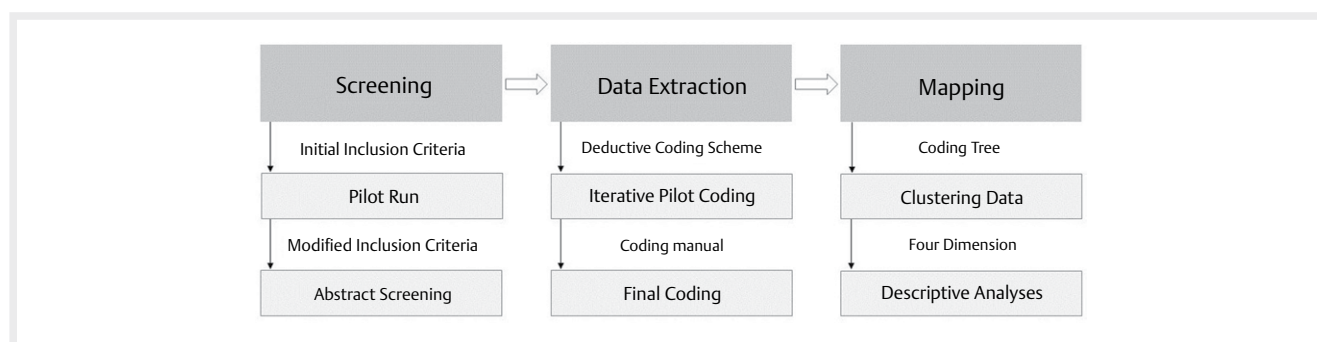 Screening
Data Extraction
Mapping
Initial Inclusion Criteria
Deductive Coding Scheme
Coding Tree
Pilot Run
Iterative Pilot Coding
Clustering Data
Modified Inclusion Criteria
Coding manual
Four Dimension
Abstract Screening
Final Coding
Descriptive Analyses